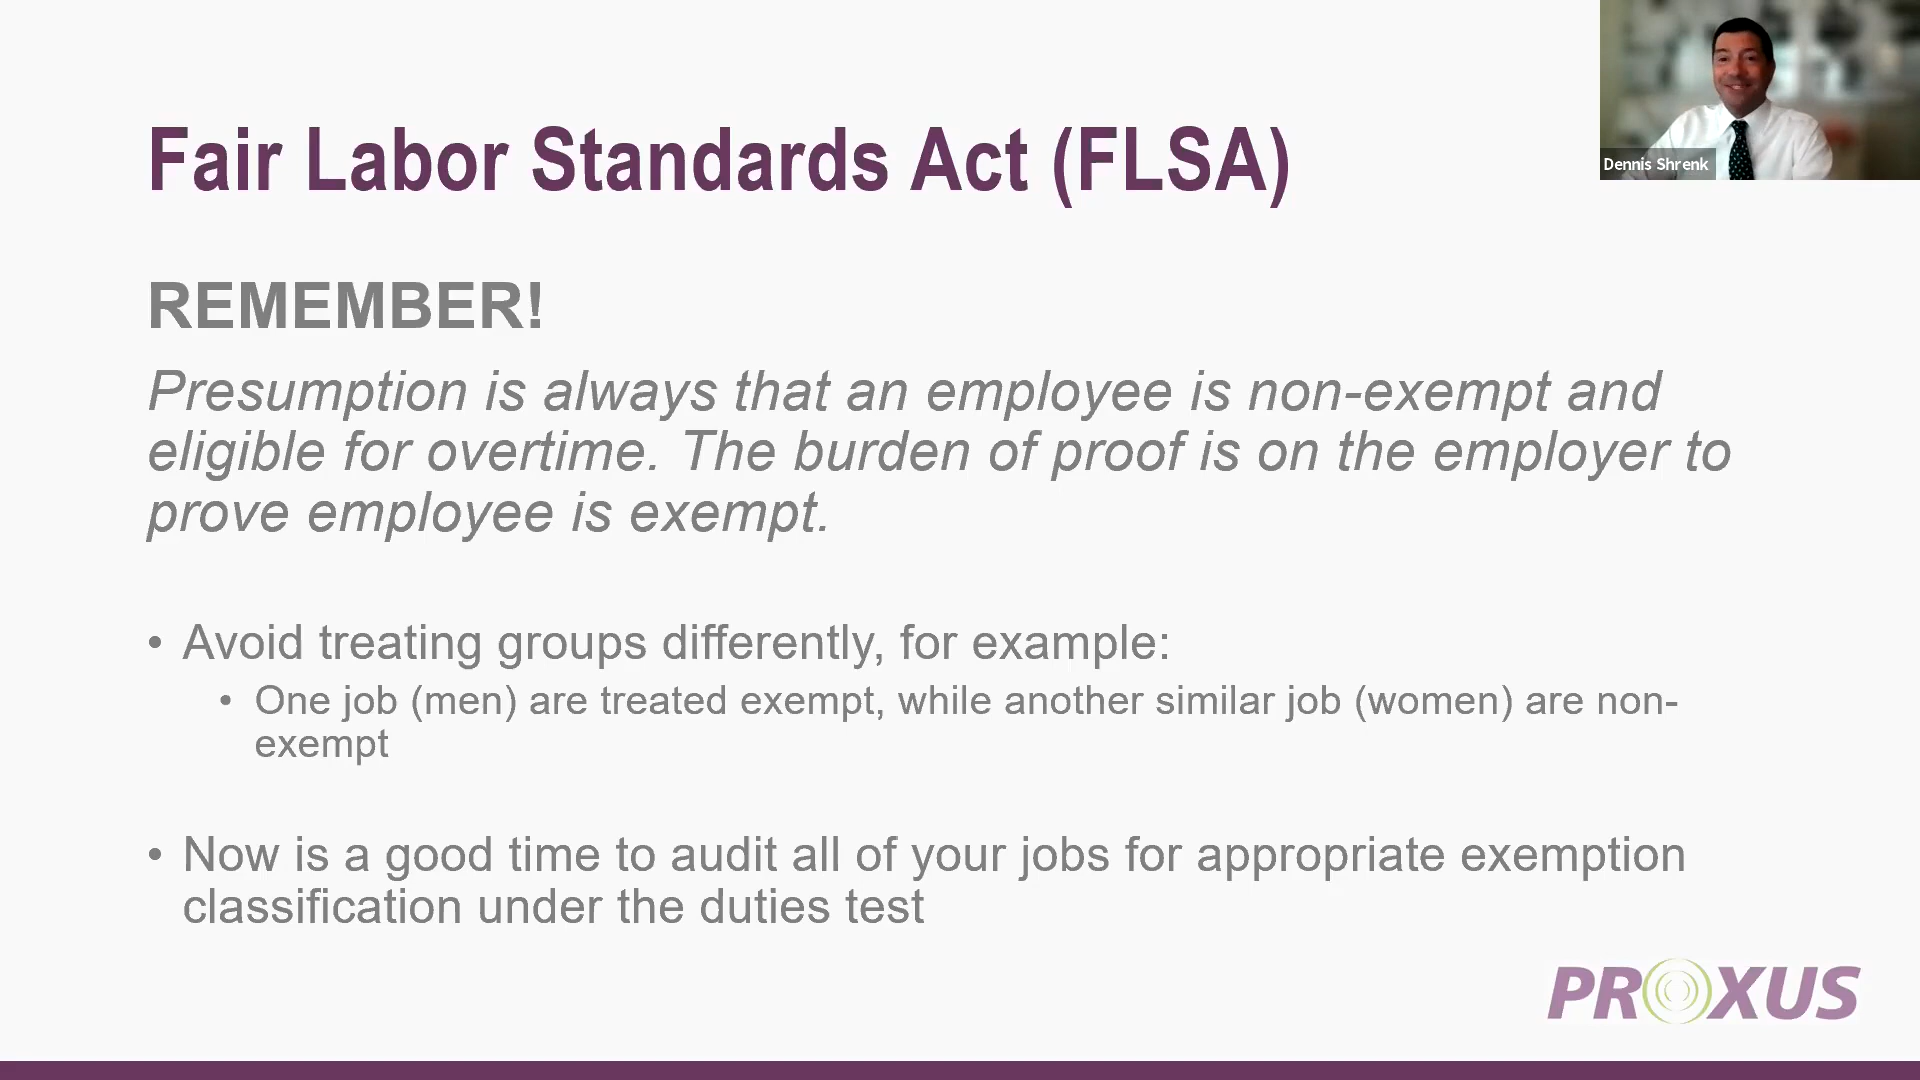 Dennis Shrenk
Fair Labor Standards Act (FLSA)
REMEMBER!
Presumption is always that an employee is non-exempt and
eligible for overtime. The burden of proof is on the employer to
prove employee is exempt.
• Avoid treating groups differently, for example:
• One job (men) are treated exempt, while another similar job (women) are non-
exempt
• Now is a good time to audit all of your jobs for appropriate exemption
classification under the duties test
PROXUS